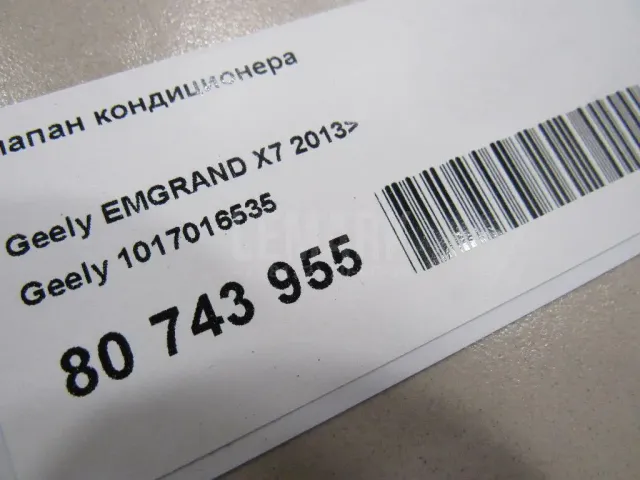 лапан кондиционера
Geely EMGRAND X7 2013>
Geely 1017016535
80 743 955